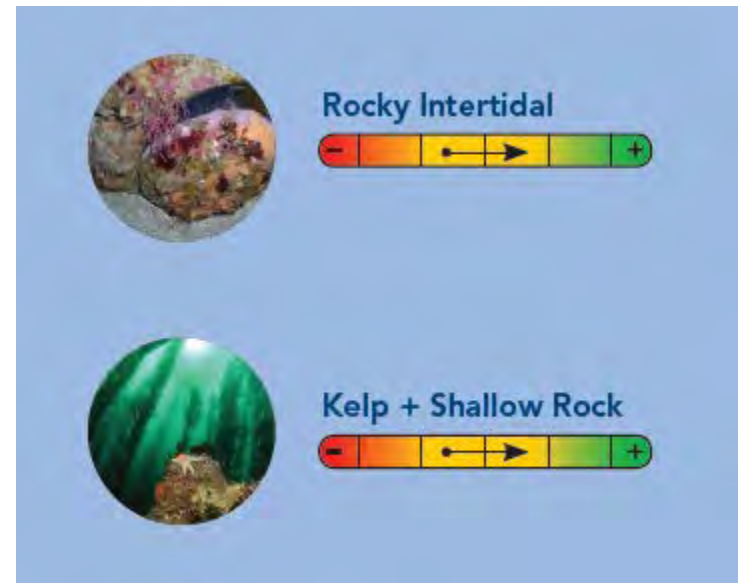 Rocky Intertidal
- +
Kelp + Shallow Rock
- +